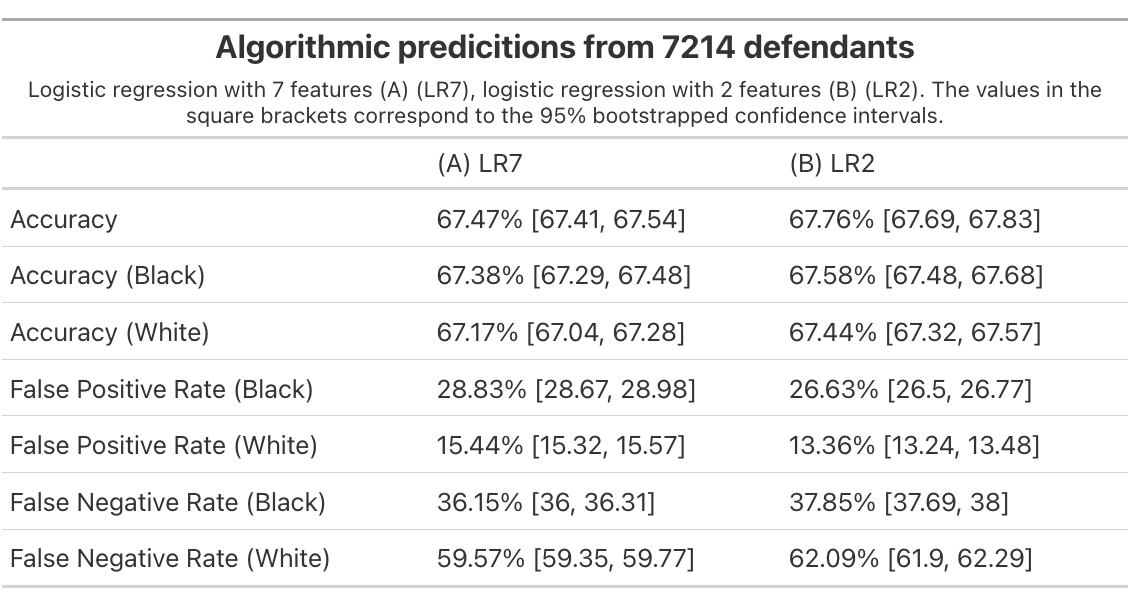 Algorithmic predicitions from 7214 defendants
Logistic regression with 7 features (A) (LR7), logistic regression with 2 features (B) (LR2). The values in the
square brackets correspond to the 95% bootstrapped confidence intervals.
(A) LR7 (B) LR2
Accuracy 67.47% [67.41, 67.54] 67.76% [67.69, 67.83]
Accuracy (Black) 67.38% [67.29, 67.48] 67.58% [67.48, 67.68]
Accuracy (White) 67.17% [67.04, 67.28] 67.44% [67.32, 67.57]
False Positive Rate (Black) 28.83% [28.67, 28.98] 26.63% [26.5, 26.77]
False Positive Rate (White) 15.44% [15.32, 15.57] 13.36% [13.24, 13.48]
False Negative Rate (Black) 36.15% [36, 36.31] 37.85% [37.69, 38]
False Negative Rate (White) 59.57% [59.35, 59.77] 62.09% [61.9, 62.29]